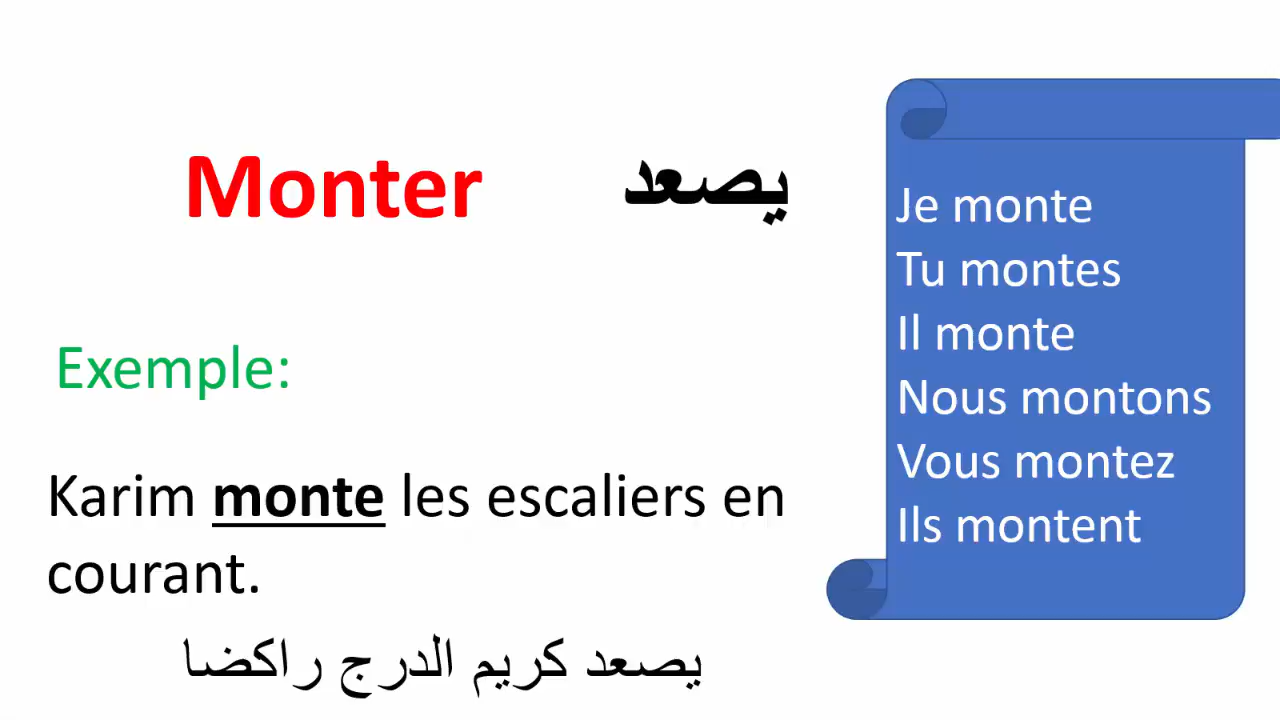 Monter
يصعد
Exemple:
Karim monte les escaliers en
courant.
يصعد كريم الدرج راكضا
Je monte
Tu montes
Il monte
Nous montons
Vous montez
Ils montent